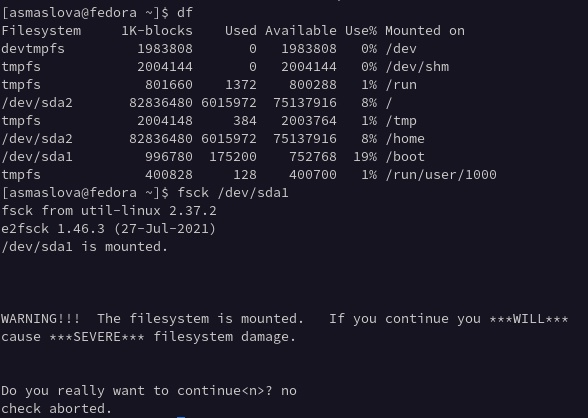 [asmaslova@fedora ~]$ df
Filesystem     1K-blocks    Used Available Use% Mounted on
devtmpfs         1983808       0   1983808   0% /dev
tmpfs            2004144       0   2004144   0% /dev/shm
tmpfs             801660    1372    800288   1% /run
/dev/sda2       82836480 6015972  75137916   8% /
tmpfs            2004148     384   2003764   1% /tmp
/dev/sda2       82836480 6015972  75137916   8% /home
/dev/sda1         996780  175200    752768  19% /boot
tmpfs             400828     128    400700   1% /run/user/1000
[asmaslova@fedora ~]$ fsck /dev/sda1
fsck from util-linux 2.37.2
e2fsck 1.46.3 (27-Jul-2021)
/dev/sda1 is mounted.
WARNING!!!  The filesystem is mounted.   If you continue you ***WILL***
cause ***SEVERE*** filesystem damage.
Do you really want to continue<n>? no
check aborted.